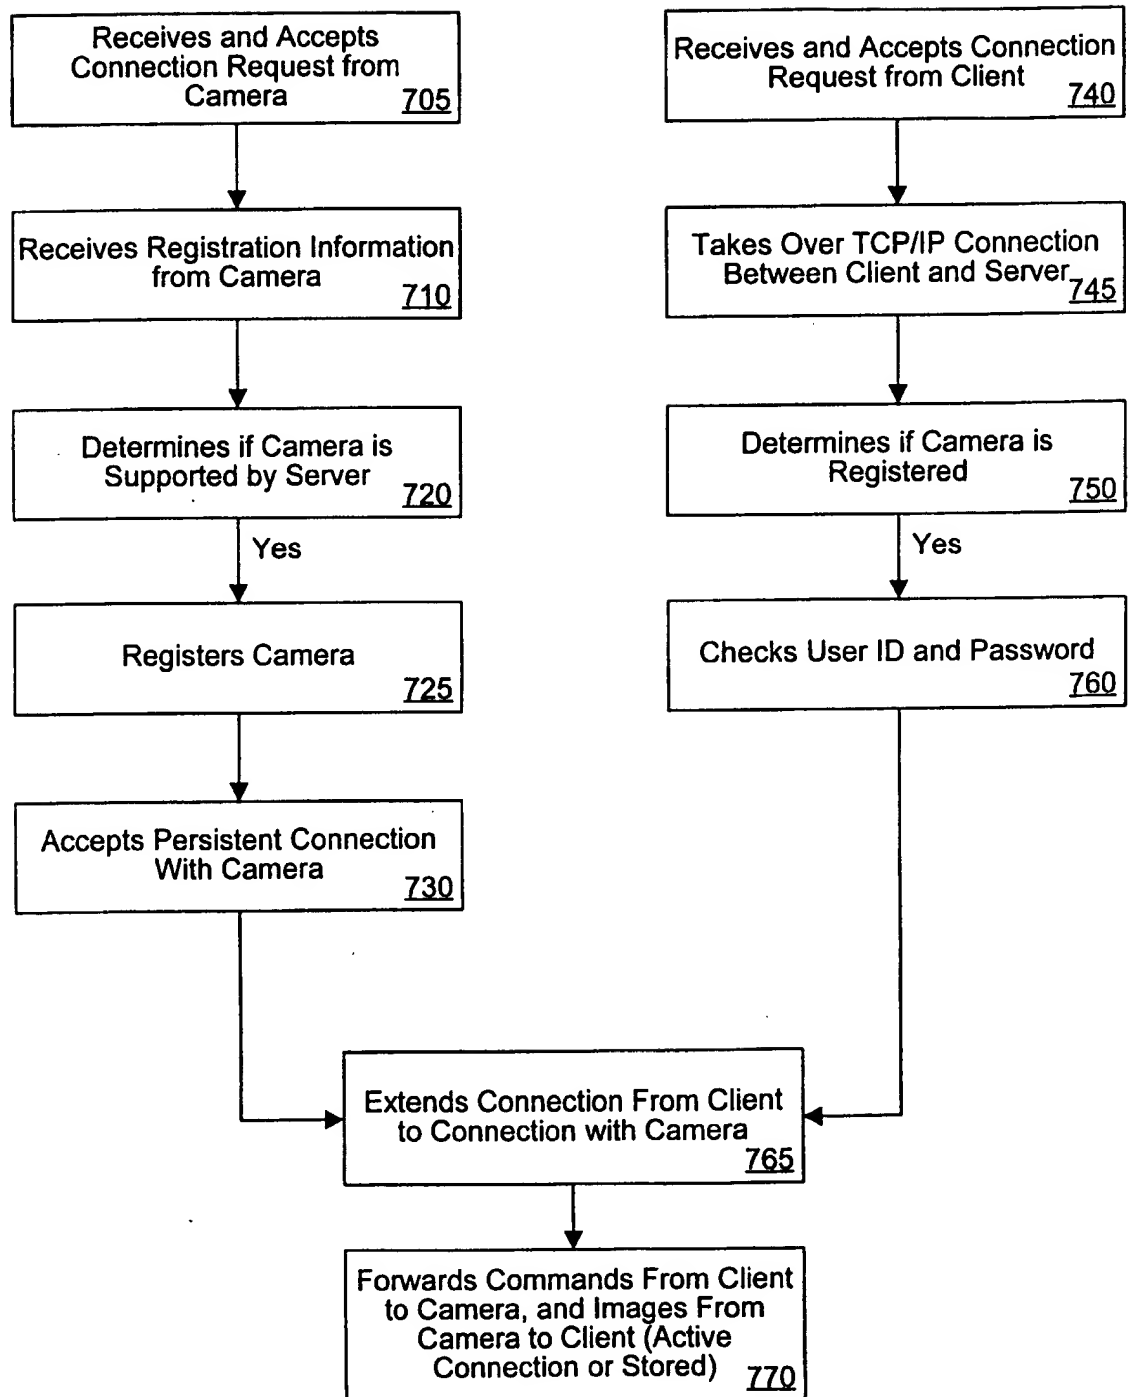 Receives and Accepts
Connection Request from
Camera
705
Receives Registration Information
from Camera
710
Determines if Camera is
Supported by Server
720
Yes
Registers Camera
725
Accepts Persistent Connection
With Camera
730
Receives and Accepts Connection
Request from Client
740
Takes Over TCP/IP Connection
Between Client and Server
745
Determines if Camera is
Registered
750
Yes
Checks User ID and Password
760
Extends Connection From Client
to Connection with Camera
765
Forwards Commands From Client
to Camera, and Images From
Camera to Client (Active
Connection or Stored)
770